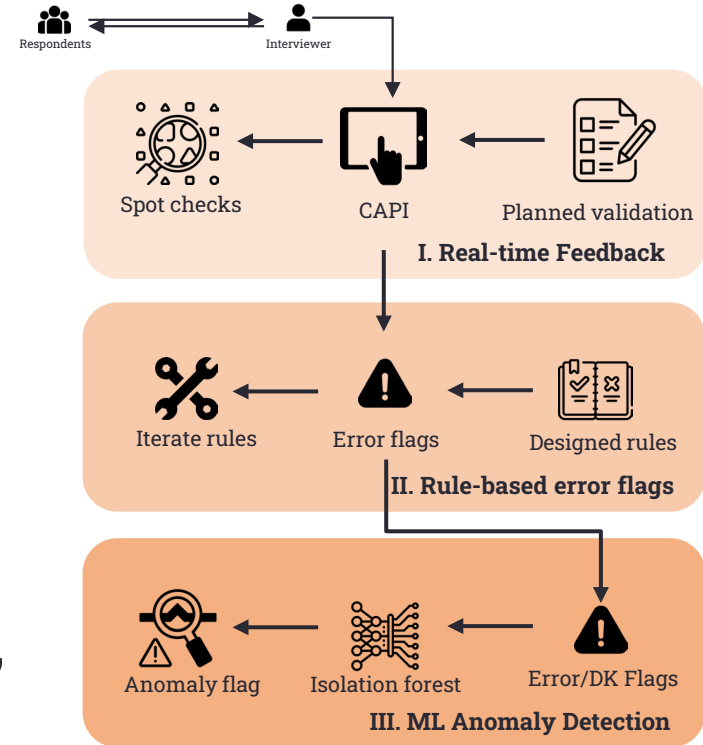 Respondents
Interviewer
Spot checks
CAPI
Planned validation
I. Real-time Feedback
Iterate rules
Error flags
Designed rules
II. Rule-based error flags
Anomaly flag
Isolation forest
Error/DK Flags
III. ML Anomaly Detection